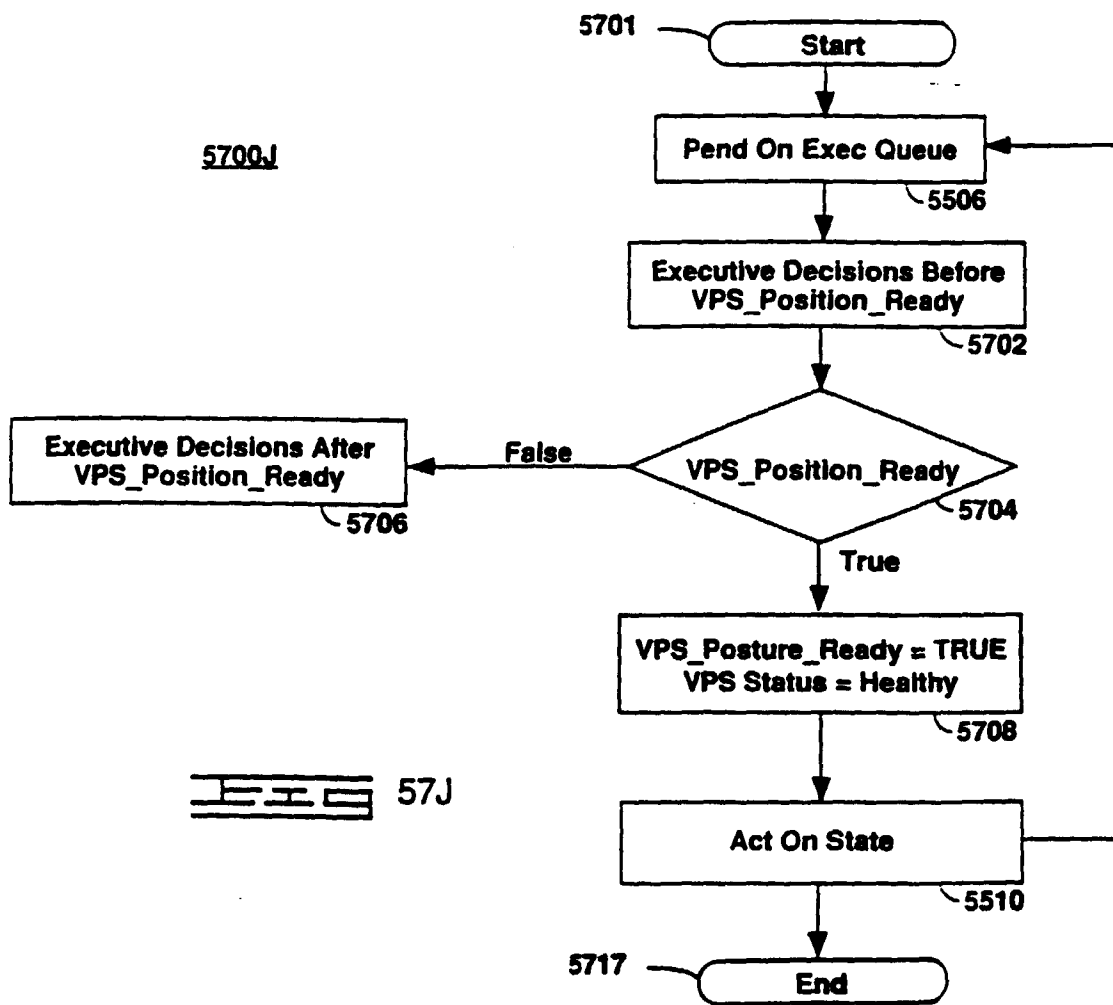 5701
Start
5700J
Pend On Exec Queue
5506
Executive Decisions Before
VPS_Position_Ready
5702
Executive Decisions After
VPS_Position_Ready
5706
False
VPS_Position_Ready
5704
True
VPS_Posture_Ready = TRUE
VPS Status = Healthy
5708
57J
Act On State
5510
5717
End